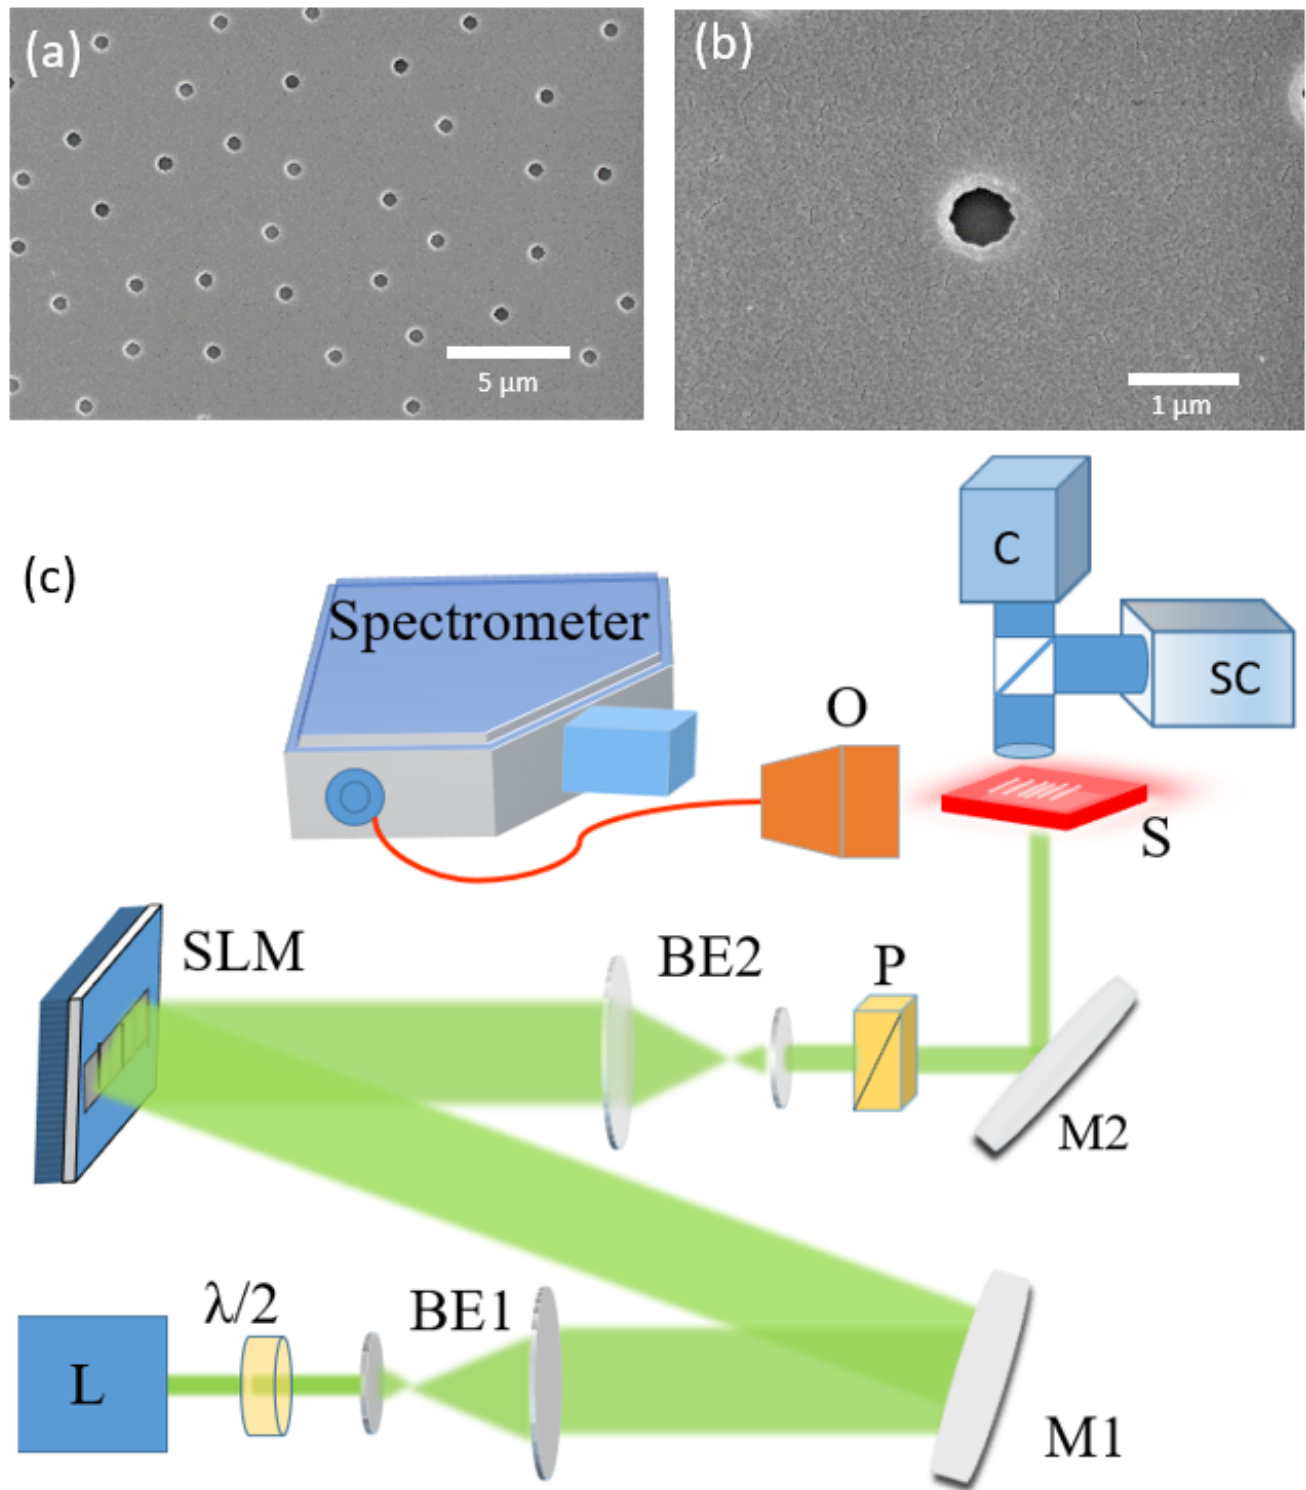 (a)
5 μm
(b)
1 μm
(c)
Spectrometer
C
SC
O
S
SLM
BE2
P
M2
λ/2
BE1
L
M1